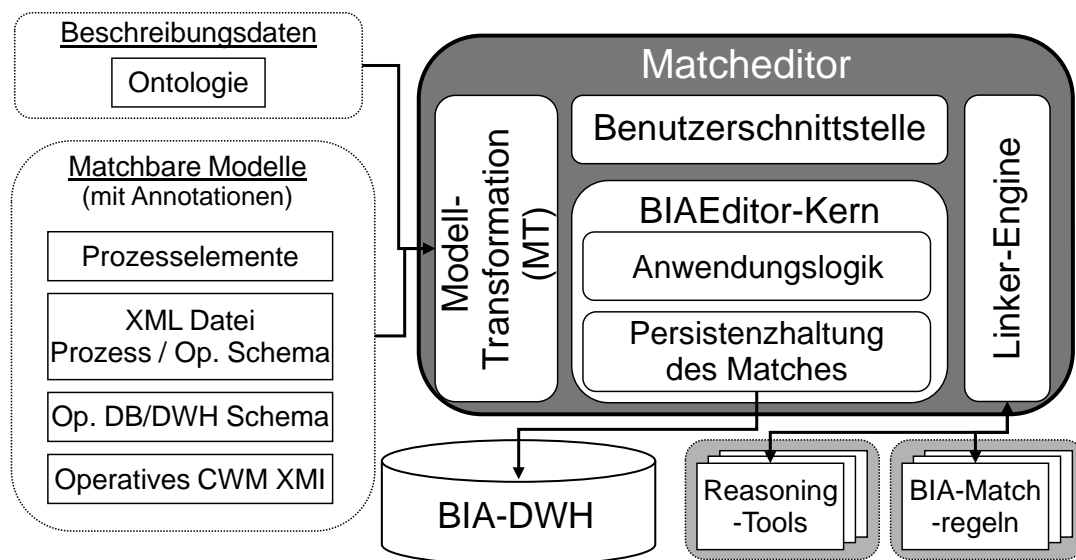 Beschreibungsdaten
Ontologie
Matchbare Modelle
(mit Annotationen)
Prozesselemente
XML Datei
Prozess / Op. Schema
Op. DB/DWH Schema
Operatives CWM XMI
Matcheditor
Modell-
Transformation
(MT)
Benutzerschnittstelle
BIAEditor-Kern
Anwendungslogik
Persistenzhaltung
des Matches
Linker-Engine
BIA-DWH
Reasoning
-Tools
BIA-Match
-regeln